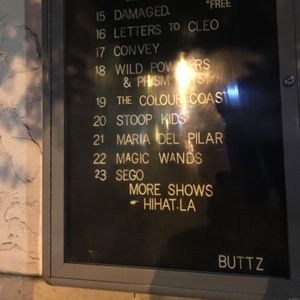 *FREE
15 DAMAGED.
16 LETTERS TO CLEO
17 CONVEY
18 WILD POWWERS
& PRISM
19 THE COLOUR COAST
20 STOOP KIDS
21 MARIA DEL PILAR
22 MAGIC WANDS
23 SEGO
MORE SHOWS
HIHAT.LA
BUTTZ